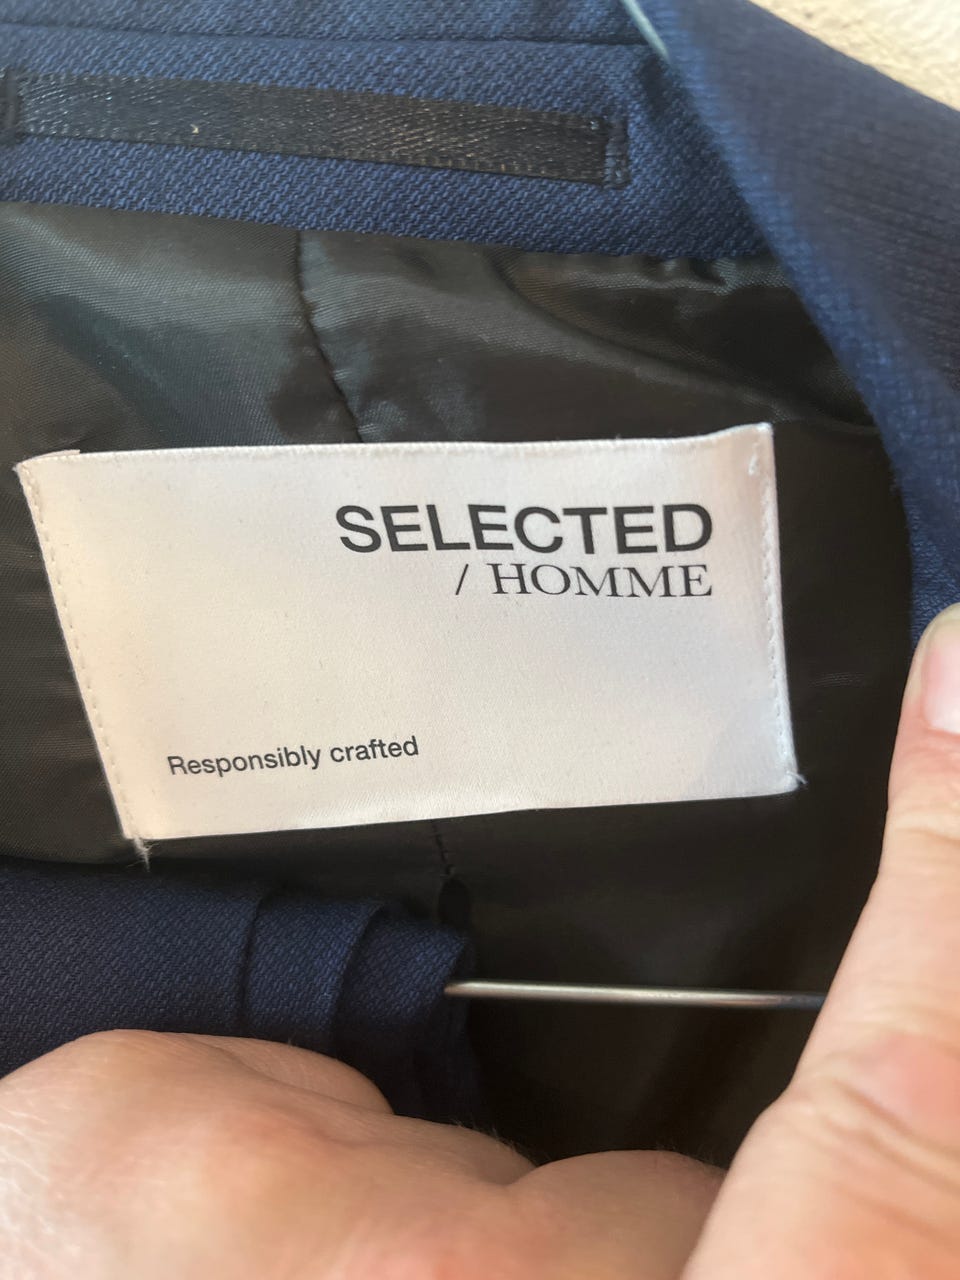 SELECTED
/ HOMME
Responsibly crafted